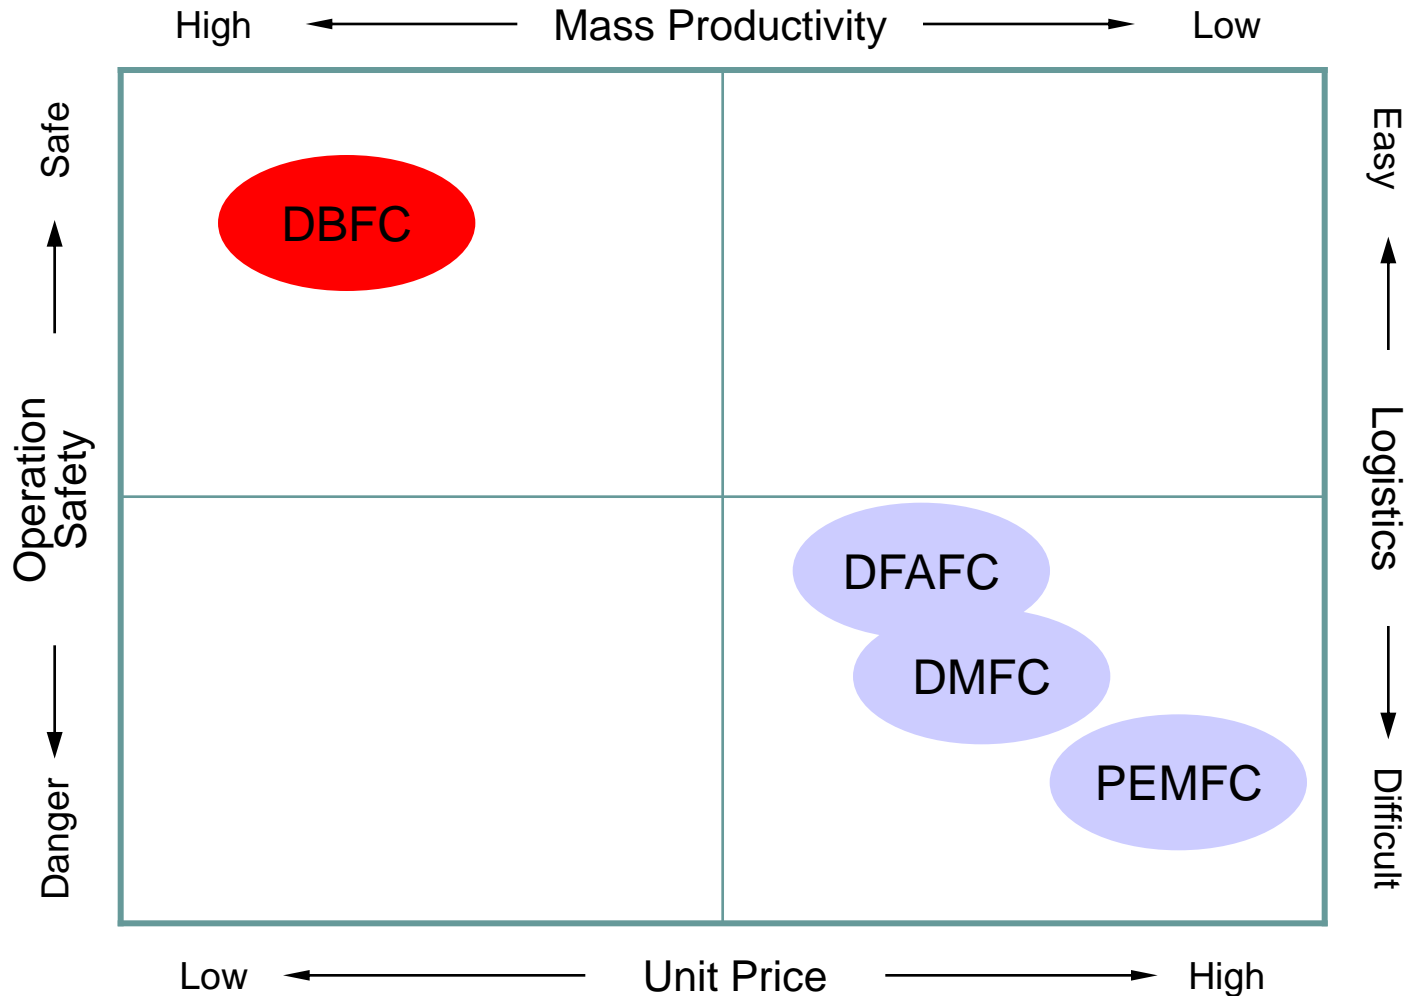 High Mass Productivity Low
Safe
Operation
Safety
Danger
DBFC
DFAFC
DMFC
PEMFC
Easy
Logistics
Difficult
Low Unit Price High